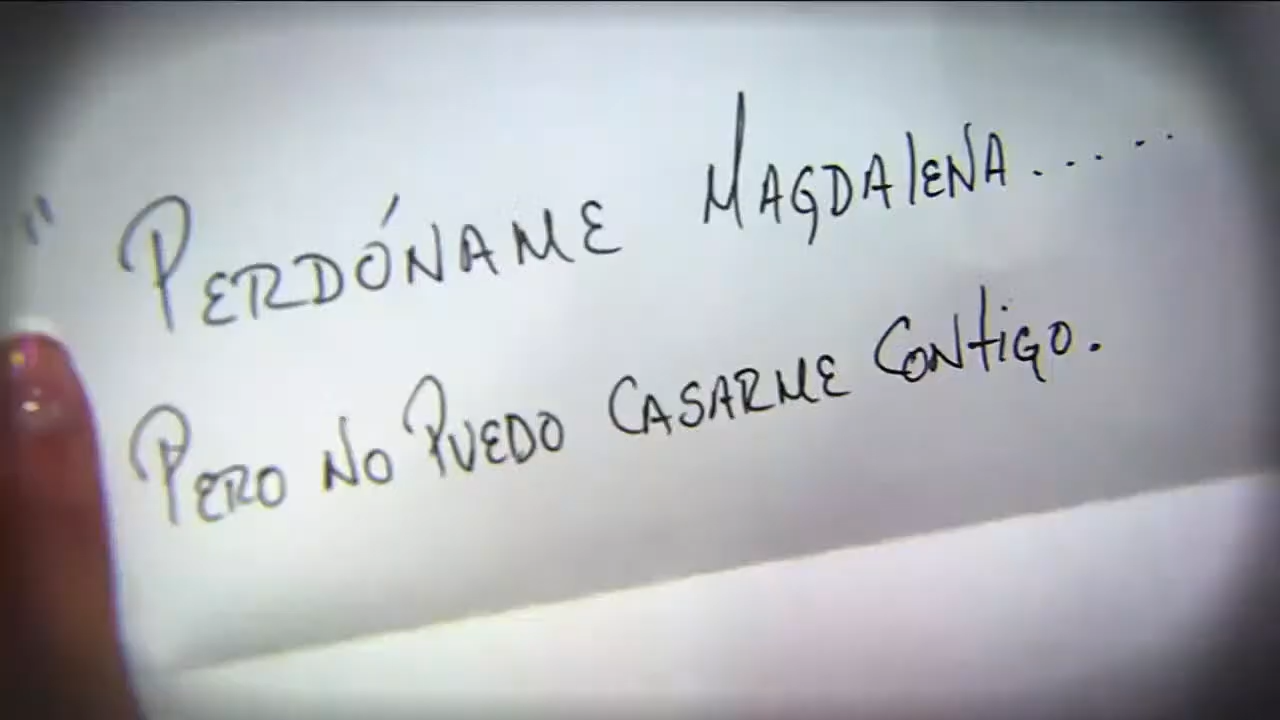 " PERDÓNAME MAGDALENA......
PERO NO PUEDO CASARME CONTIGO.